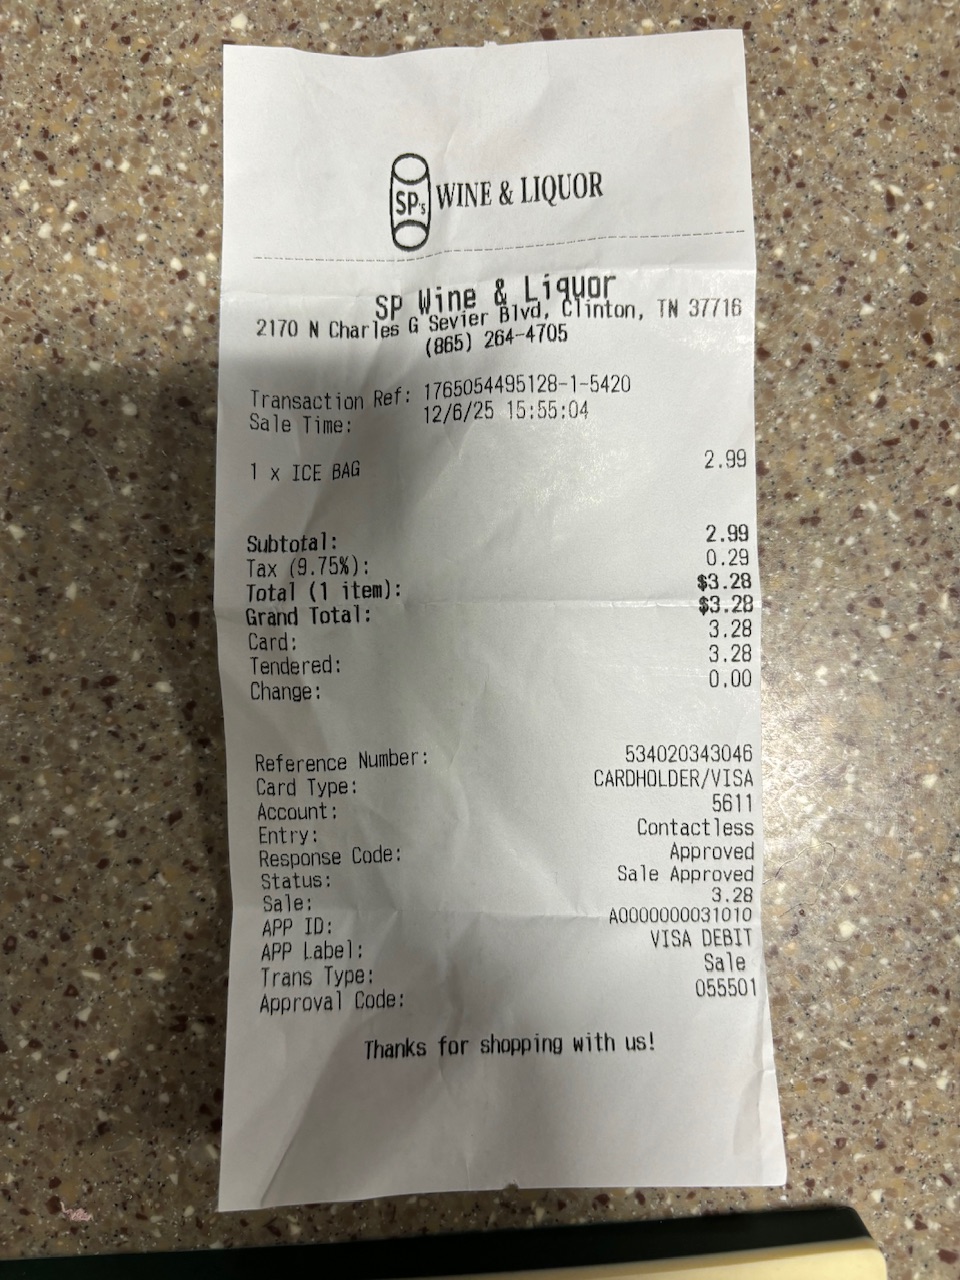 SP's WINE & LIQUOR
SP Wine & Liquor
2170 N Charles G Sevier Blvd, Clinton, TN 37716
(865) 264-4705
Transaction Ref: 1765054495128-1-5420
Sale Time: 12/6/25 15:55:04
1 x ICE BAG 2.99
Subtotal: 2.99
Tax (9.75%): 0.29
Total (1 item): $3.28
Grand Total: $3.28
Card: 3.28
Tendered: 3.28
Change: 0.00
Reference Number: 534020343046
Card Type: CARDHOLDER/VISA
Account: 5611
Entry: Contactless
Response Code: Approved
Status: Sale Approved
Sale: 3.28
APP ID: A0000000031010
APP Label: VISA DEBIT
Trans Type: Sale
Approval Code: 055501
Thanks for shopping with us!